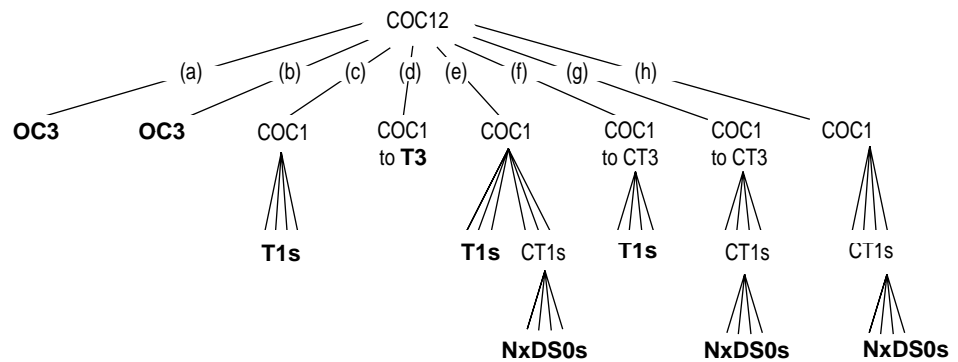 COC12
(a) (b) (c) (d) (e) (f) (g) (h)
OC3 OC3 COC1 COC1 COC1 COC1 COC1 COC1
to T3 to CT3 to CT3
T1s T1s CT1s T1s CT1s CT1s
NxDS0s NxDS0s NxDS0s